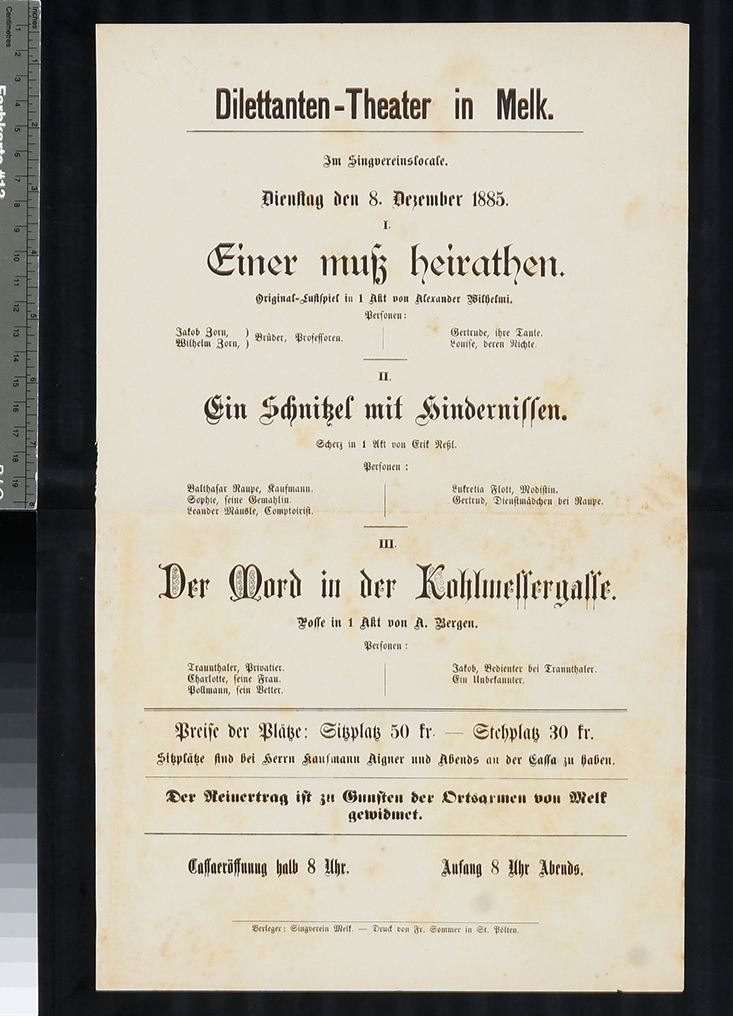 Inches
Centimetres
Farbkarte #13
Dilettanten-Theater in Melk.
Im Singvereinslocale.
Dienstag den 8. Dezember 1885.
I.
Einer muß heirathen.
Original-Lustspiel in 1 Akt von Alexander Wilhelmi.
Personen:
Jakob Zorn, )
Wilhelm Zorn, ) Brüder, Professoren.
Gertrude, ihre Tante.
Louise, deren Nichte.
II.
Ein Schnitzel mit Hindernissen.
Scherz in 1 Akt von Erik Neßl.
Personen :
Balthasar Raupe, Kaufmann.
Sophie, seine Gemahlin.
Leander Mäusle, Comptoirist.
Lukretia Flott, Modistin.
Gertrud, Dienstmädchen bei Raupe.
III.
Der Mord in der Kohlmessergasse.
Posse in 1 Akt von A. Bergen.
Personen :
Traunthaler, Privatier.
Charlotte, seine Frau.
Pollmann, sein Vetter.
Jakob, Bedienter bei Traunthaler.
Ein Unbekannter.
Preise der Plätze: Sitzplatz 50 kr. — Stehplatz 30 kr.
Sitzplätze sind bei Herrn Kaufmann Aigner und Abends an der Cassa zu haben.
Der Reinertrag ist zu Gunsten der Ortsarmen von Melk
gewidmet.
Cassaeröffnung halb 8 Uhr.
Anfang 8 Uhr Abends.
Verleger: Singverein Melk. — Druck von Fr. Sommer in St. Pölten.